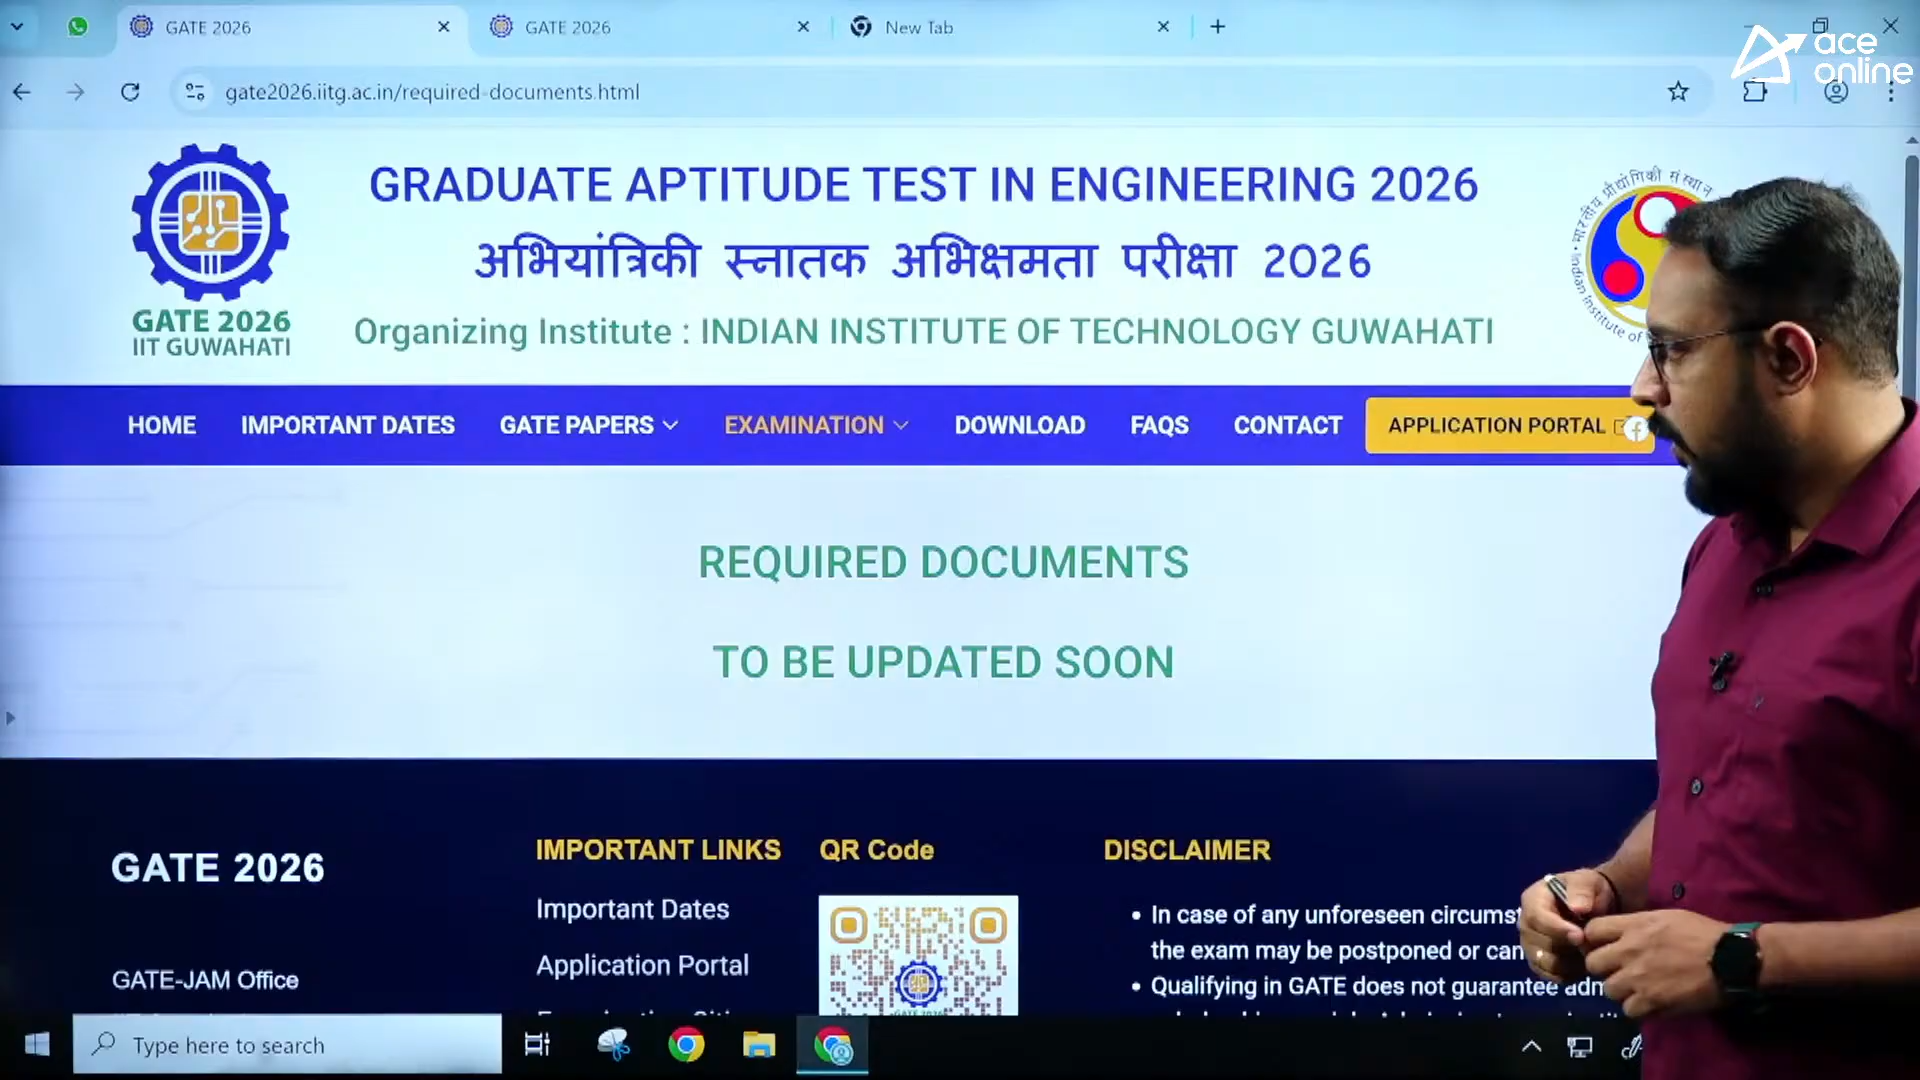 GATE 2026
GATE 2026
New Tab
ace
online
gate2026.iitg.ac.in/required-documents.html
GRADUATE APTITUDE TEST IN ENGINEERING 2026
अभियांत्रिकी स्नातक अभिक्षमता परीक्षा 2026
Organizing Institute : INDIAN INSTITUTE OF TECHNOLOGY GUWAHATI
GATE 2026
IIT GUWAHATI
भारतीय प्रौद्योगिकी संस्थान
Institute of
HOME
IMPORTANT DATES
GATE PAPERS
EXAMINATION
DOWNLOAD
FAQS
CONTACT
APPLICATION PORTAL
REQUIRED DOCUMENTS
TO BE UPDATED SOON
GATE 2026
GATE-JAM Office
IMPORTANT LINKS
Important Dates
Application Portal
QR Code
DISCLAIMER
• In case of any unforeseen
the exam may be postponed or
• Qualifying in GATE does not guarantee
Type here to search